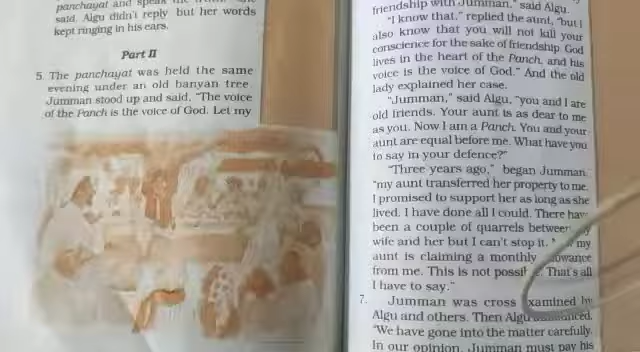 panchayat and speak the
said. Algu didn't reply but her words
kept ringing in his ears.
Part II
5. The panchayat was held the same
evening under an old banyan tree.
Jumman stood up and said, "The voice
of the Panch is the voice of God. Let my
friendship with Jumman," said Algu.
"I know that," replied the aunt, "but I
also know that you will not kill your
conscience for the sake of friendship. God
lives in the heart of the Panch, and his
voice is the voice of God." And the old
lady explained her case.
"Jumman," said Algu, "you and I are
old friends. Your aunt is as dear to me
as you. Now I am a Panch. You and your
aunt are equal before me. What have you
to say in your defence?"
"Three years ago," began Jumman,
"my aunt transferred her property to me.
I promised to support her as long as she
lived. I have done all I could. There have
been a couple of quarrels between
wife and her but I can't stop it. my
aunt is claiming a monthly allowance
from me. This is not possible. That's all
I have to say."
7. Jumman was cross examined by
Algu and others. Then Algu announced,
"We have gone into the matter carefully.
In our opinion, Jumman must pay his